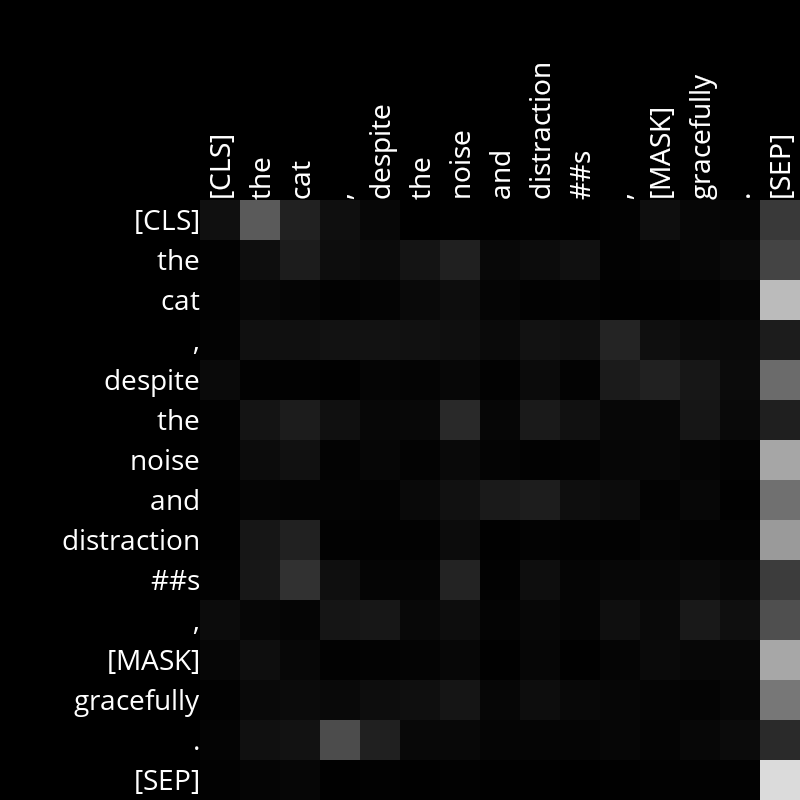 [CLS] the cat , despite the noise and distraction ##s , [MASK] gracefully . [SEP]
[CLS]
the
cat
,
despite
the
noise
and
distraction
##s
,
[MASK]
gracefully
.
[SEP]